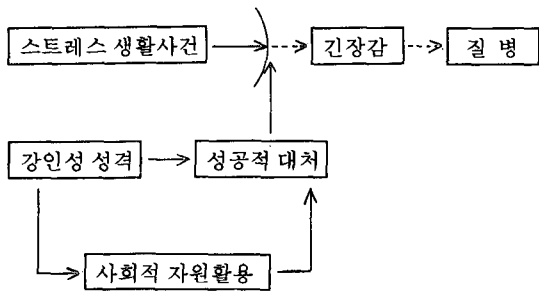 스트레스 생활사건
긴장감
질 병
강인성 성격
성공적 대처
사회적 자원활용